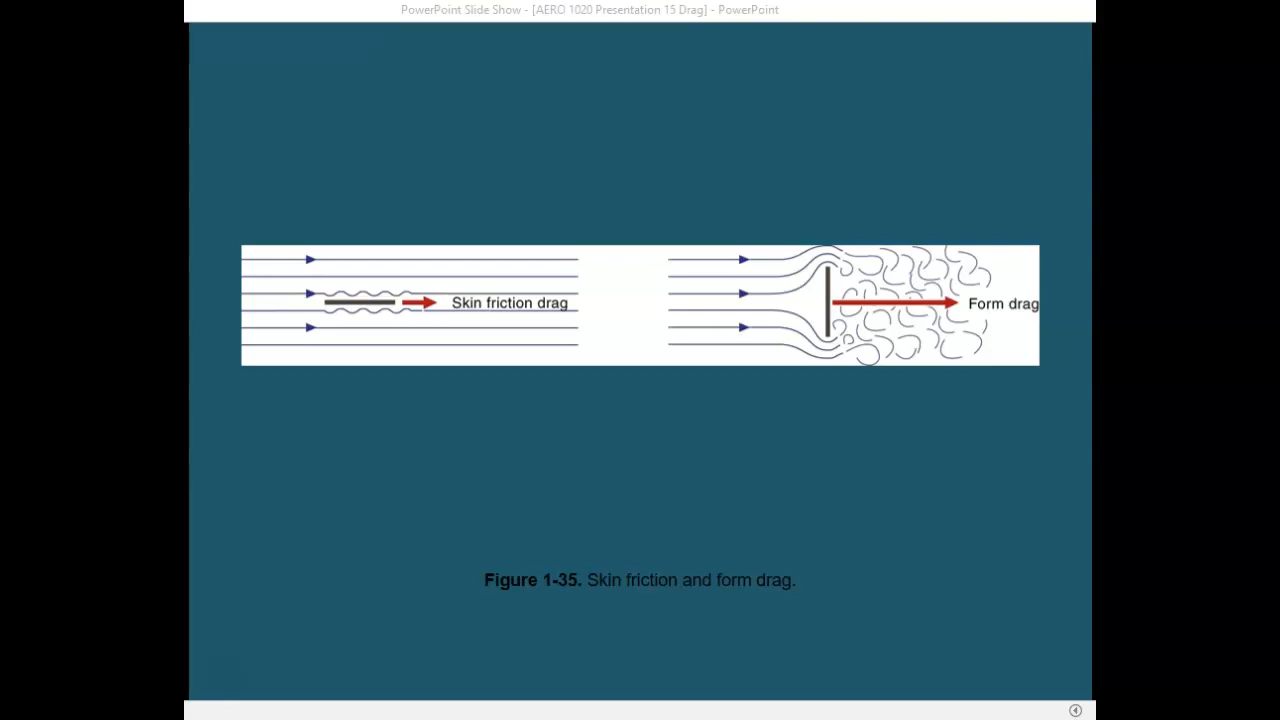 PowerPoint Slide Show - [AERO 1020 Presentation 15 Drag] - PowerPoint
Skin friction drag
Form drag
Figure 1-35. Skin friction and form drag.